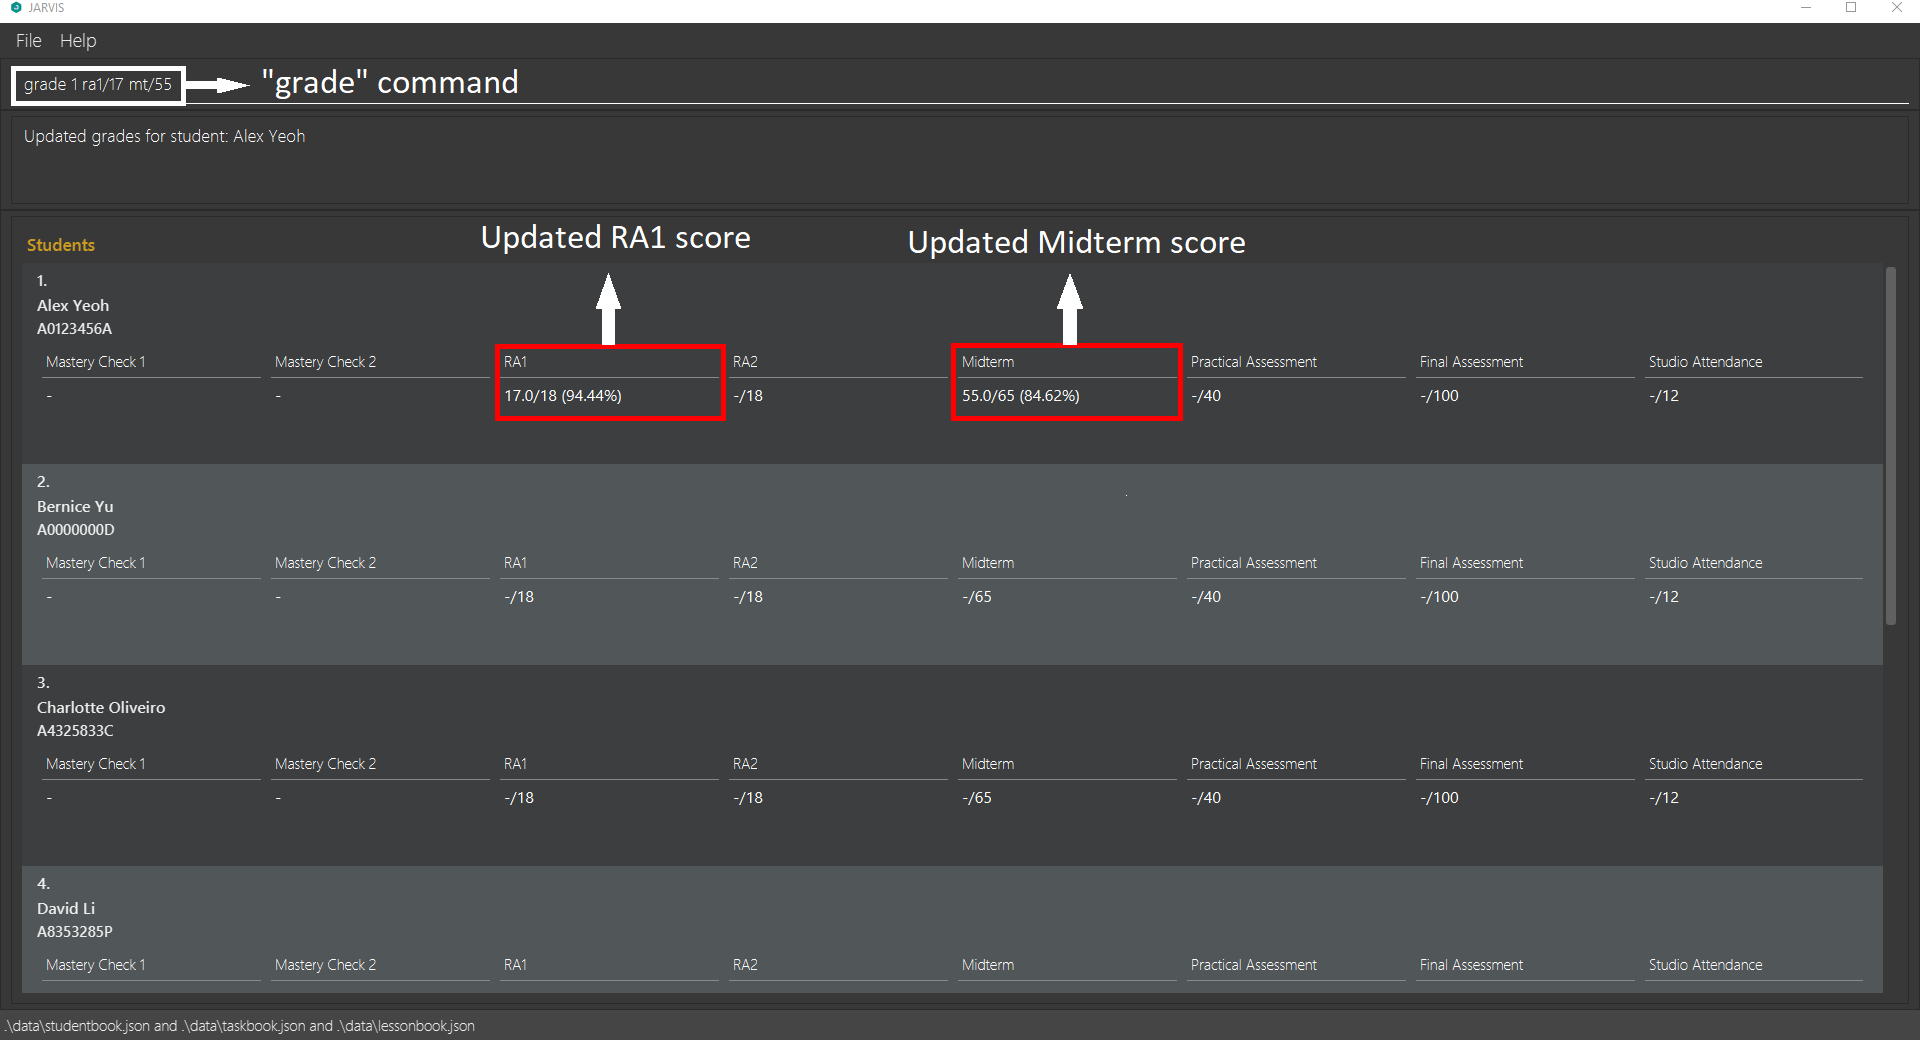 JARVIS
File Help
grade 1 ra1/17 mt/55
"grade" command
Updated grades for student: Alex Yeoh
Updated RA1 score
Updated Midterm score
Students
1.
Alex Yeoh
A0123456A
Mastery Check 1 Mastery Check 2 RA1 RA2 Midterm Practical Assessment Final Assessment Studio Attendance
- - 17.0/18 (94.44%) -/18 55.0/65 (84.62%) -/40 -/100 -/12
2.
Bernice Yu
A0000000D
Mastery Check 1 Mastery Check 2 RA1 RA2 Midterm Practical Assessment Final Assessment Studio Attendance
- - -/18 -/18 -/65 -/40 -/100 -/12
3.
Charlotte Oliveiro
A4325833C
Mastery Check 1 Mastery Check 2 RA1 RA2 Midterm Practical Assessment Final Assessment Studio Attendance
- - -/18 -/18 -/65 -/40 -/100 -/12
4.
David Li
A8353285P
Mastery Check 1 Mastery Check 2 RA1 RA2 Midterm Practical Assessment Final Assessment Studio Attendance
.\data\studentbook.json and .\data\taskbook.json and .\data\lessonbook.json